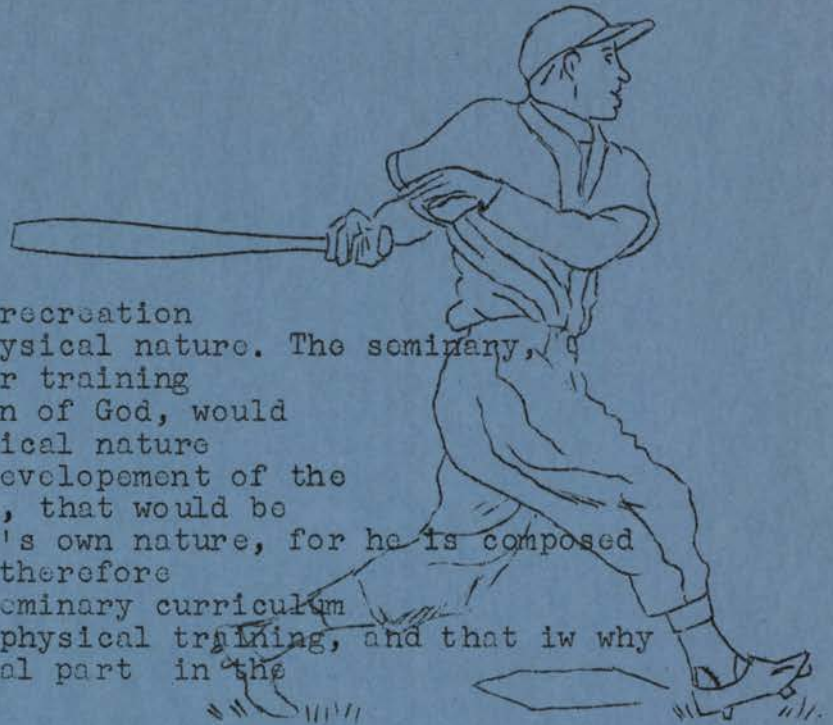 recreation
ysical nature. The seminary,
r training
n of God, would
ical nature
evelopement of the
, that would be
's own nature, for he is composed
therefore
eminary curriculum
physical training, and that iw why
al part in the